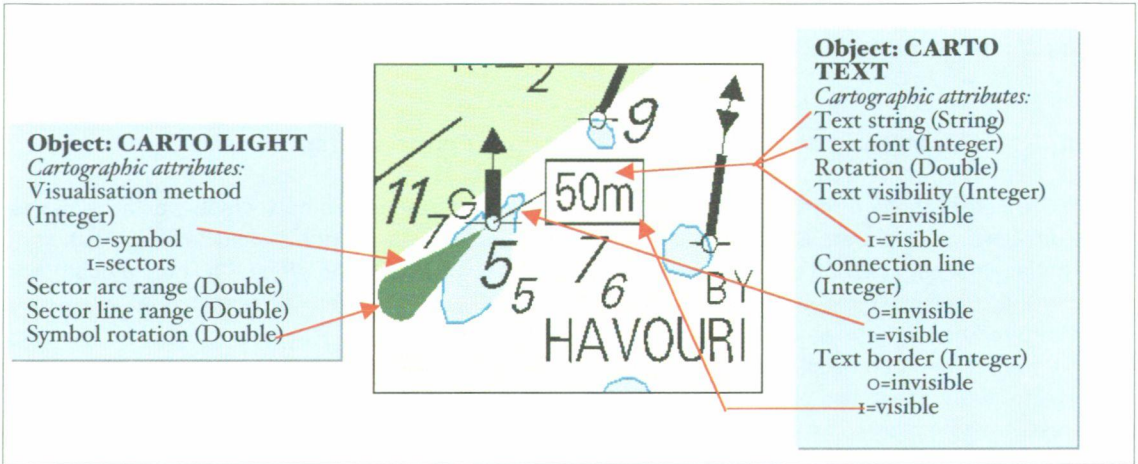 Object: CARTO LIGHT
Cartographic attributes:
Visualisation method
(Integer)
0=symbol
1=sectors
Sector arc range (Double)
Sector line range (Double)
Symbol rotation (Double)
2
9
11
7
G
50m
5
5
7
6
BY
HAVOURI
Object: CARTO
TEXT
Cartographic attributes:
Text string (String)
Text font (Integer)
Rotation (Double)
Text visibility (Integer)
0=invisible
1=visible
Connection line
(Integer)
0=invisible
1=visible
Text border (Integer)
0=invisible
1=visible